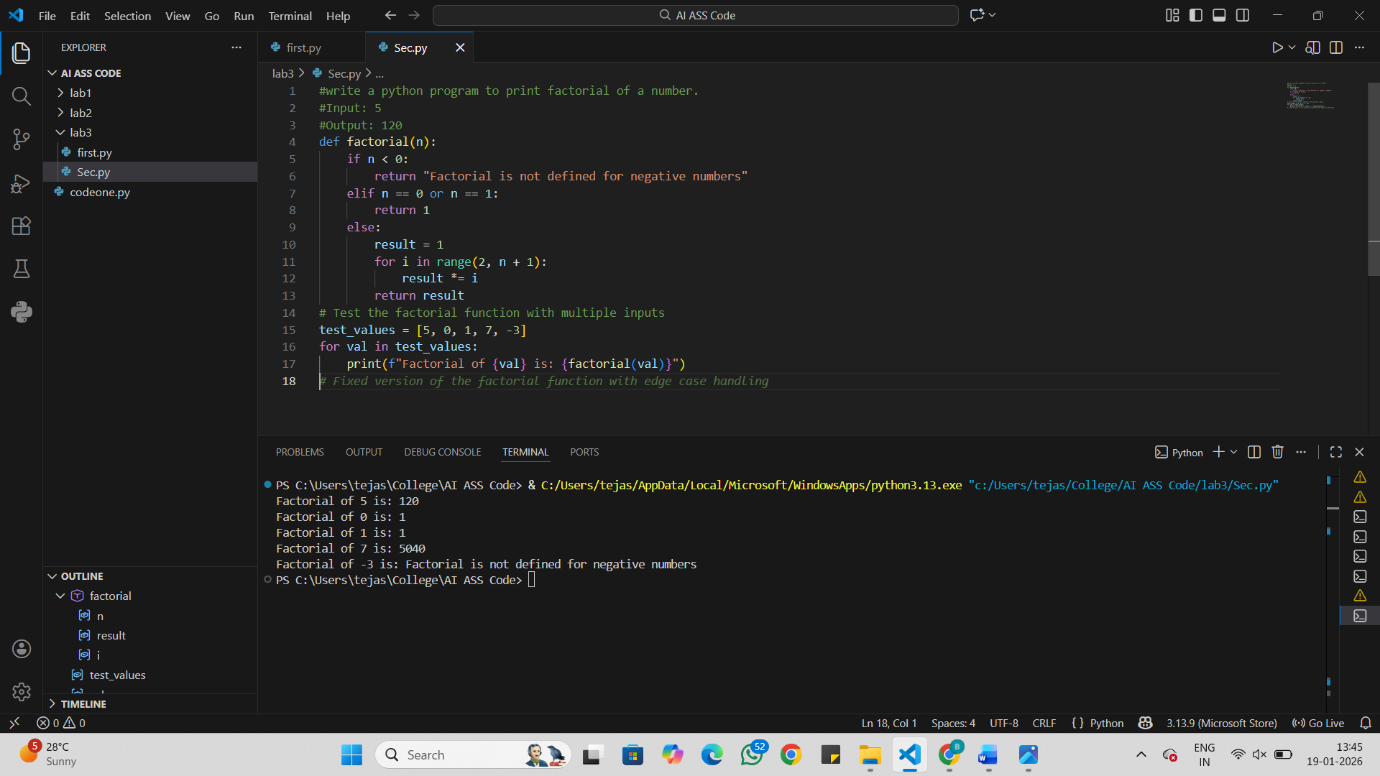 File Edit Selection View Go Run Terminal Help
AI ASS Code
EXPLORER
AI ASS CODE
lab1
lab2
lab3
first.py
Sec.py
codeone.py
OUTLINE
factorial
n
result
i
test_values
TIMELINE
first.py
Sec.py
lab3 > Sec.py > ...
1 #write a python program to print factorial of a number.
2 #Input: 5
3 #Output: 120
4 def factorial(n):
5 if n < 0:
6 return "Factorial is not defined for negative numbers"
7 elif n == 0 or n == 1:
8 return 1
9 else:
10 result = 1
11 for i in range(2, n + 1):
12 result *= i
13 return result
14 # Test the factorial function with multiple inputs
15 test_values = [5, 0, 1, 7, -3]
16 for val in test_values:
17 print(f"Factorial of {val} is: {factorial(val)}")
18 # Fixed version of the factorial function with edge case handling
PROBLEMS OUTPUT DEBUG CONSOLE TERMINAL PORTS
Python
PS C:\Users\tejas\College\AI ASS Code> & C:/Users/tejas/AppData/Local/Microsoft/WindowsApps/python3.13.exe "c:/Users/tejas/College/AI ASS Code/lab3/Sec.py"
Factorial of 5 is: 120
Factorial of 0 is: 1
Factorial of 1 is: 1
Factorial of 7 is: 5040
Factorial of -3 is: Factorial is not defined for negative numbers
PS C:\Users\tejas\College\AI ASS Code>
0 0
Ln 18, Col 1 Spaces: 4 UTF-8 CRLF {} Python 3.13.9 (Microsoft Store) Go Live
5
28°C
Sunny
Search
52
B
ENG
IN
13:45
19-01-2026